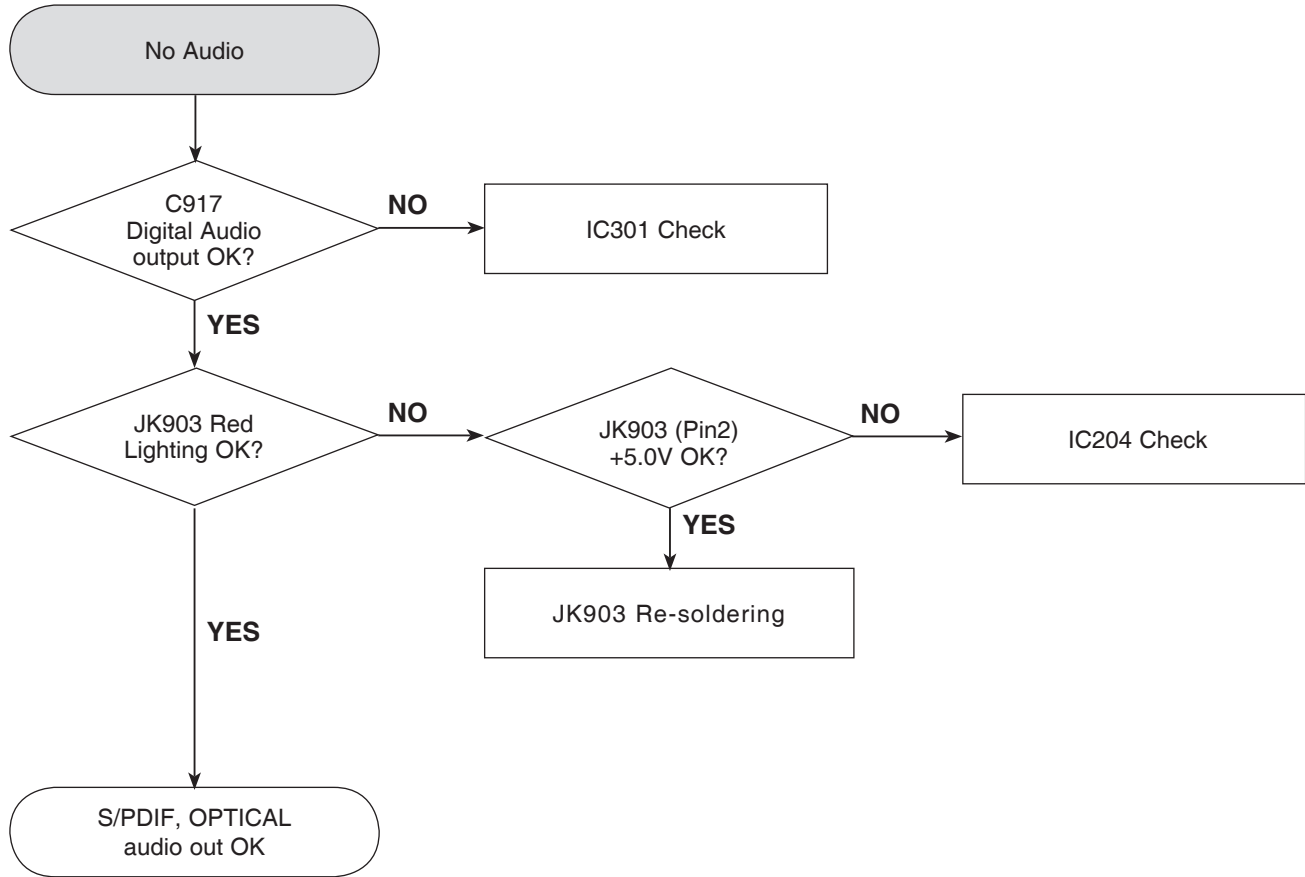 No Audio
C917
Digital Audio
output OK?
NO
IC301 Check
YES
JK903 Red
Lighting OK?
NO
JK903 (Pin2)
+5.0V OK?
NO
IC204 Check
YES
JK903 Re-soldering
YES
S/PDIF, OPTICAL
audio out OK